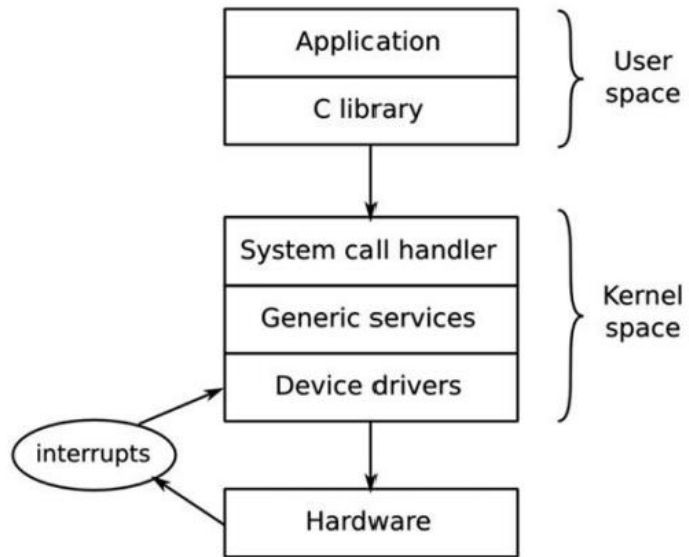 Application
C library
User
space
System call handler
Generic services
Device drivers
Kernel
space
interrupts
Hardware